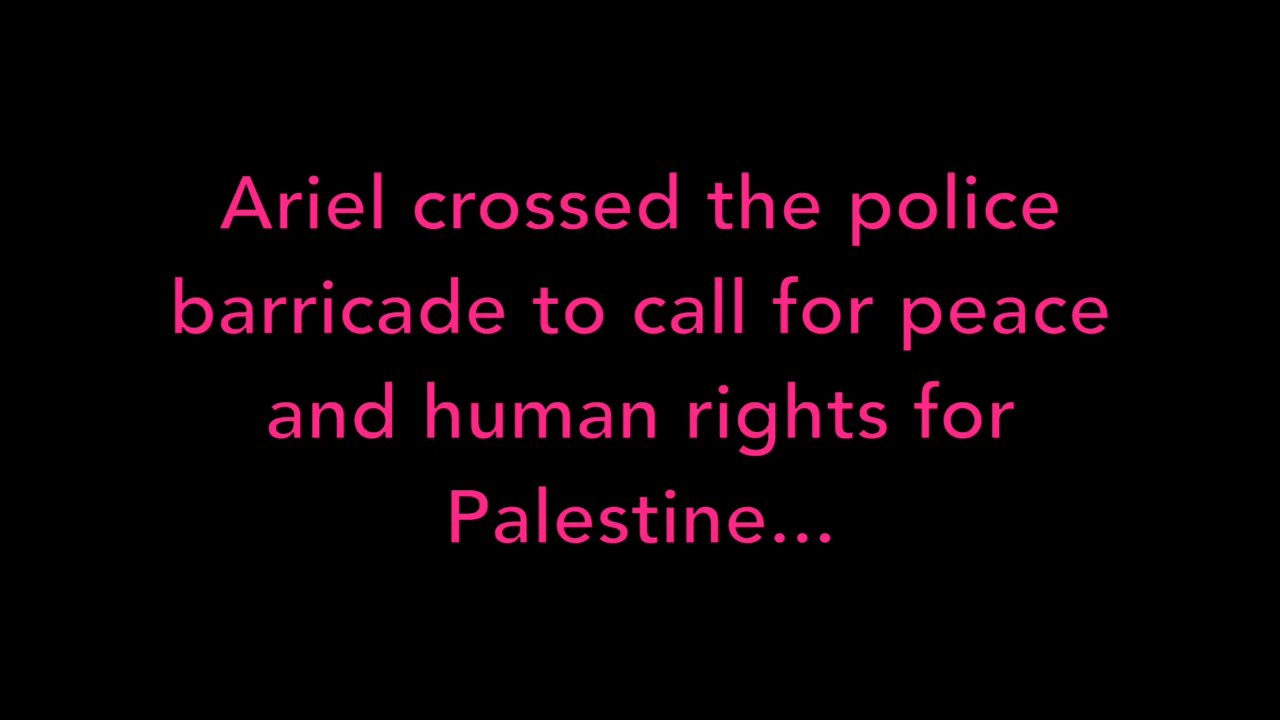 Ariel crossed the police
barricade to call for peace
and human rights for
Palestine...